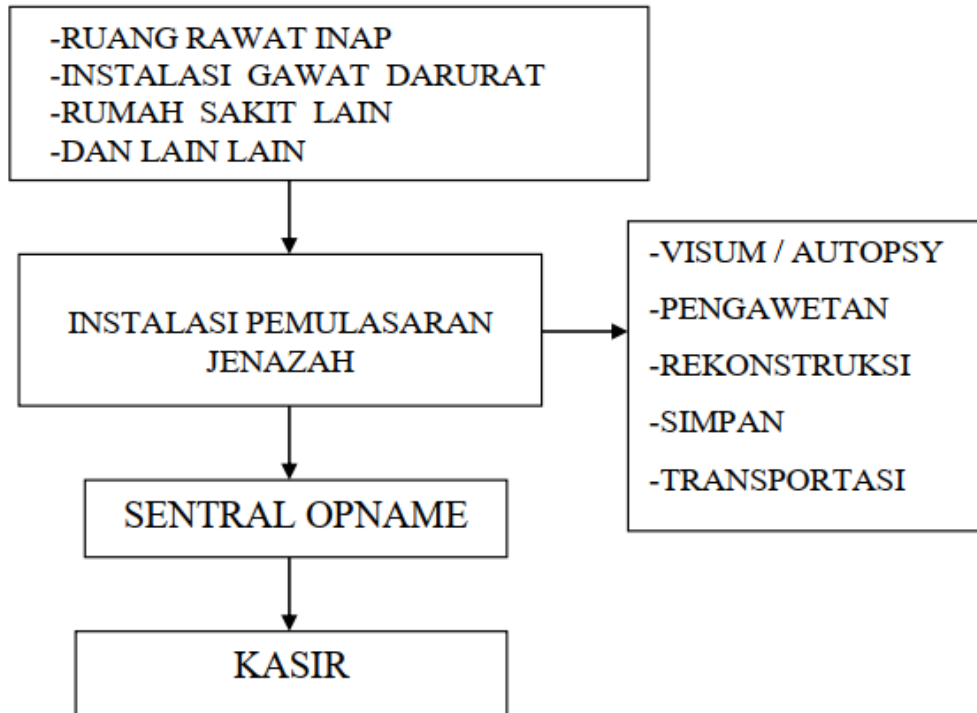 -RUANG RAWAT INAP
-INSTALASI GAWAT DARURAT
-RUMAH SAKIT LAIN
-DAN LAIN LAIN
INSTALASI PEMULASARAN
JENAZAH
-VISUM / AUTOPSY
-PENGAWETAN
-REKONSTRUKSI
-SIMPAN
-TRANSPORTASI
SENTRAL OPNAME
KASIR